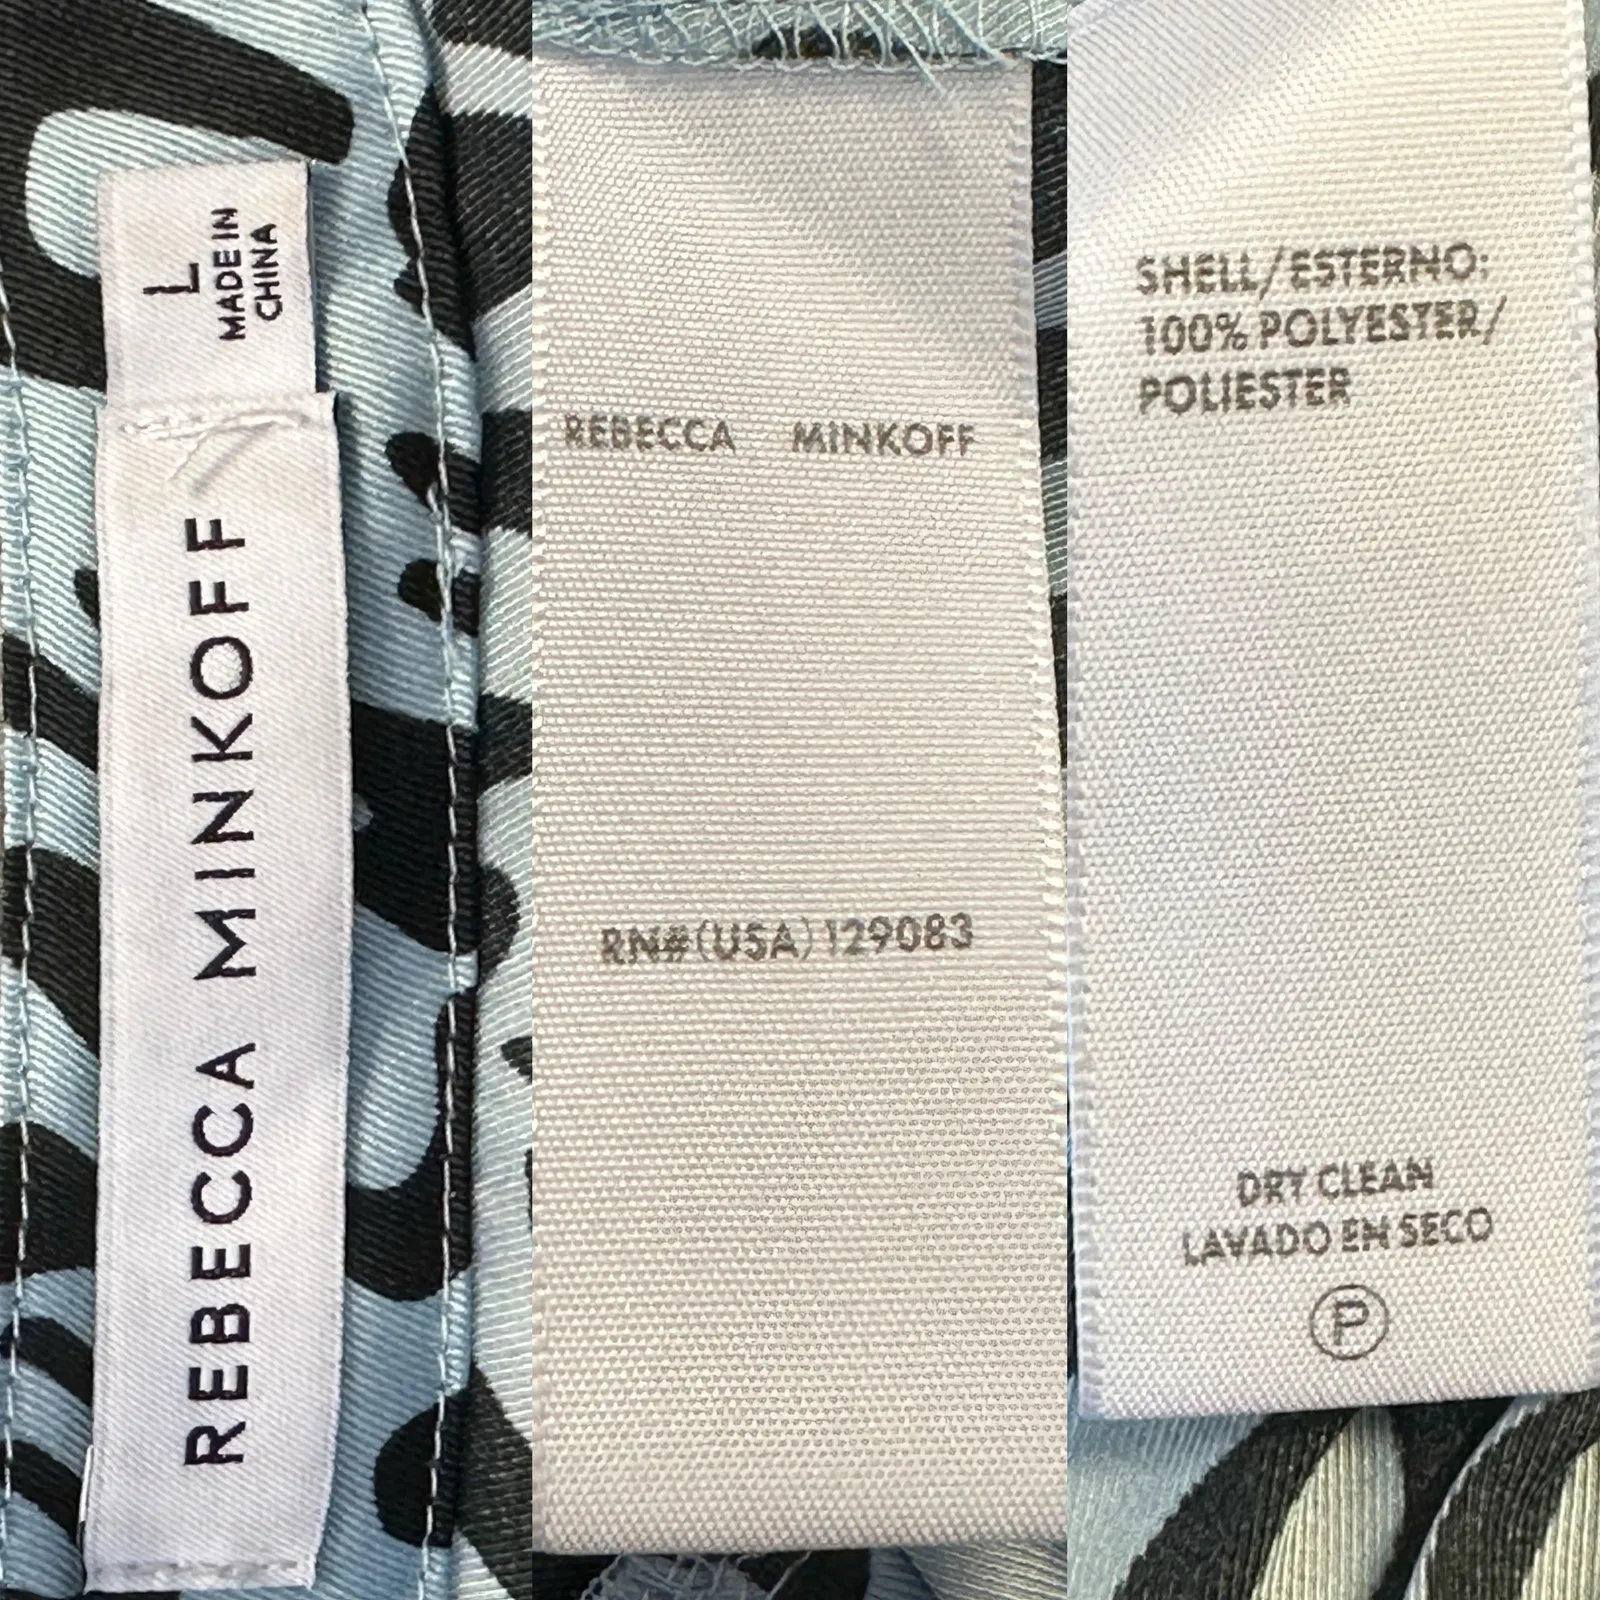 L
MADE IN
CHINA
REBECCA MINKOFF
REBECCA MINKOFF
RN#(USA)129083
SHELL/ESTERNO:
100% POLYESTER/
POLIESTER
DRY CLEAN
LAVADO EN SECO
P